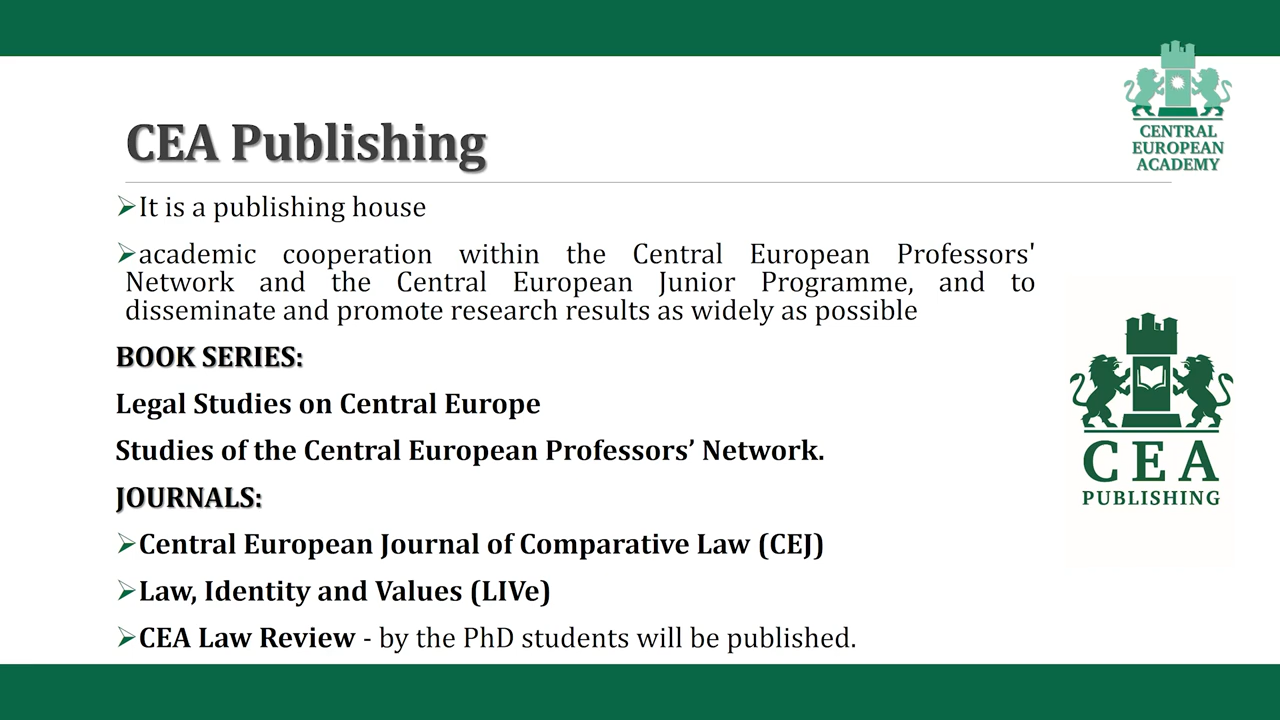 CENTRAL
EUROPEAN
ACADEMY
CEA Publishing
It is a publishing house
academic cooperation within the Central European Professors'
Network and the Central European Junior Programme, and to
disseminate and promote research results as widely as possible
BOOK SERIES:
Legal Studies on Central Europe
Studies of the Central European Professors’ Network.
JOURNALS:
Central European Journal of Comparative Law (CEJ)
Law, Identity and Values (LIVe)
CEA Law Review - by the PhD students will be published.
CEA
PUBLISHING